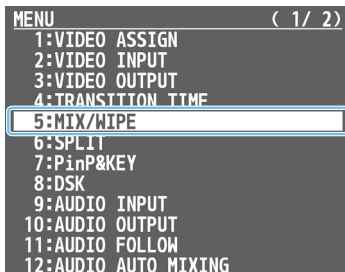 MENU ( 1/ 2)
1:VIDEO ASSIGN
2:VIDEO INPUT
3:VIDEO OUTPUT
4:TRANSITION TIME
5:MIX/WIPE
6:SPLIT
7:PinP&KEY
8:DSK
9:AUDIO INPUT
10:AUDIO OUTPUT
11:AUDIO FOLLOW
12:AUDIO AUTO MIXING